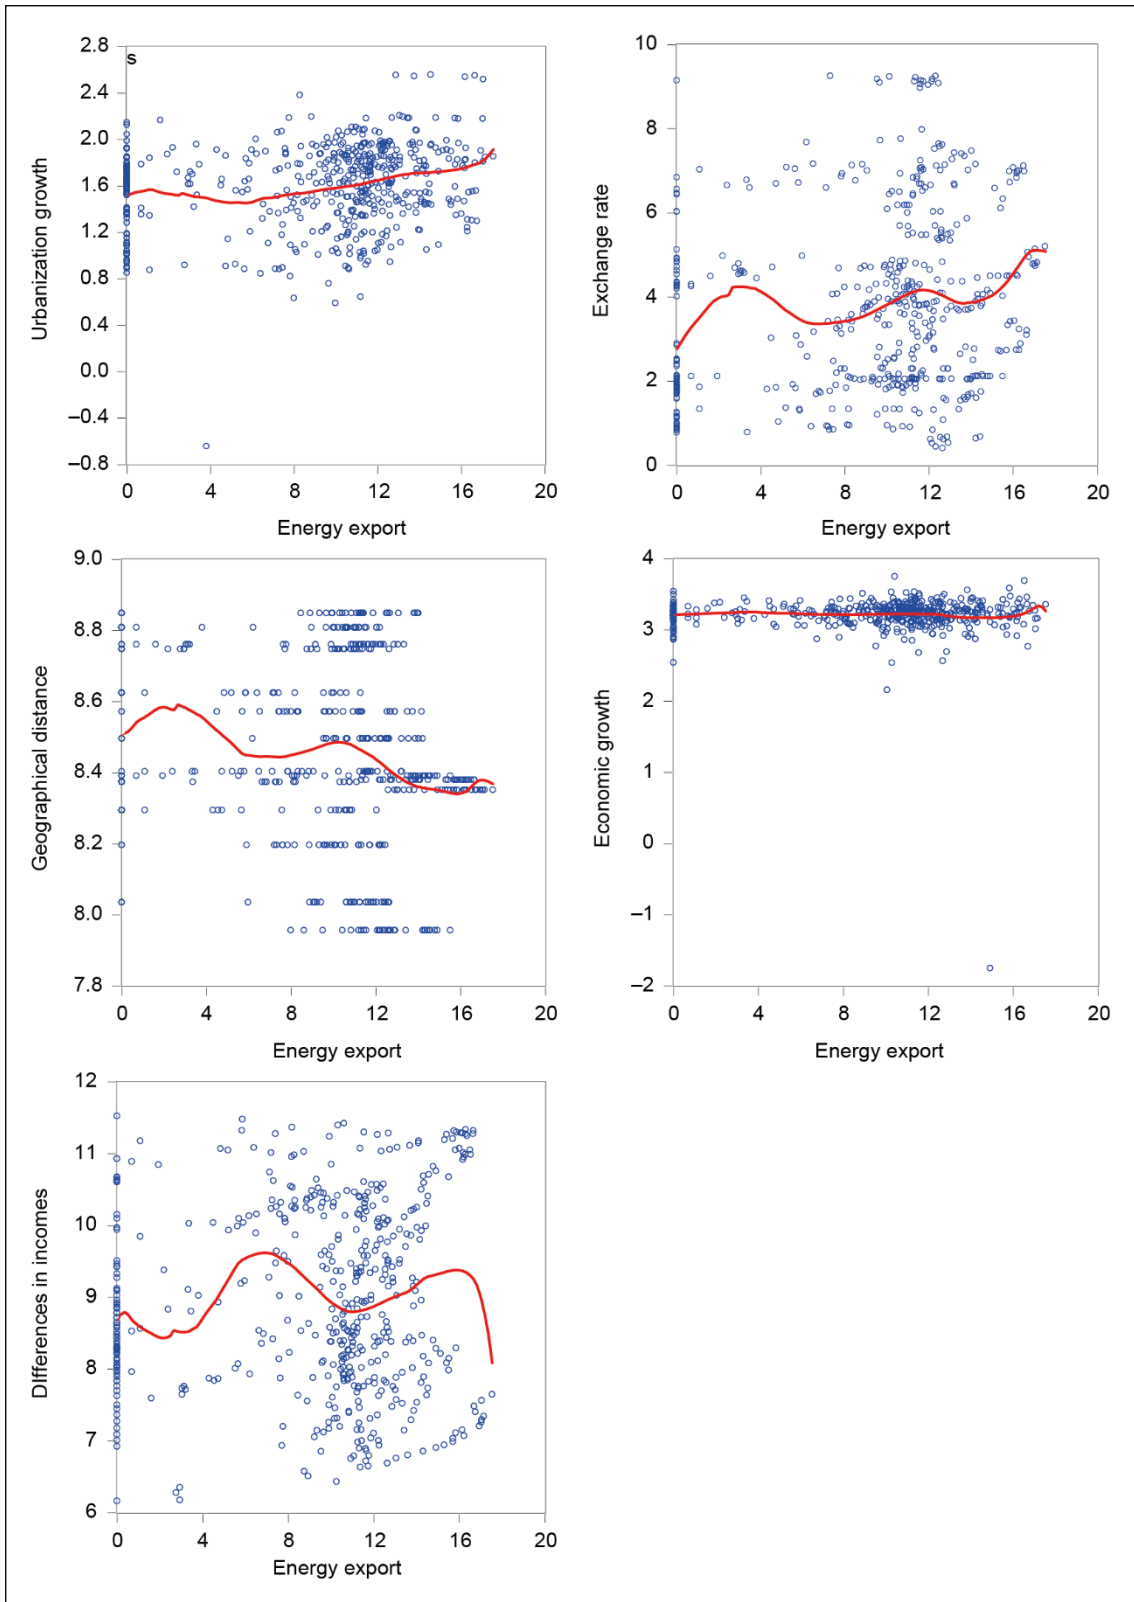 2.8
2.4
2.0
1.6
1.2
0.8
0.4
0.0
–0.4
–0.8
s
Urbanization growth
0 4 8 12 16 20
Energy export
10
8
6
4
2
0
Exchange rate
0 4 8 12 16 20
Energy export
9.0
8.8
8.6
8.4
8.2
8.0
7.8
Geographical distance
0 4 8 12 16 20
Energy export
4
3
2
1
0
–1
–2
Economic growth
0 4 8 12 16 20
Energy export
12
11
10
9
8
7
6
DIfferences in incomes
0 4 8 12 16 20
Energy export